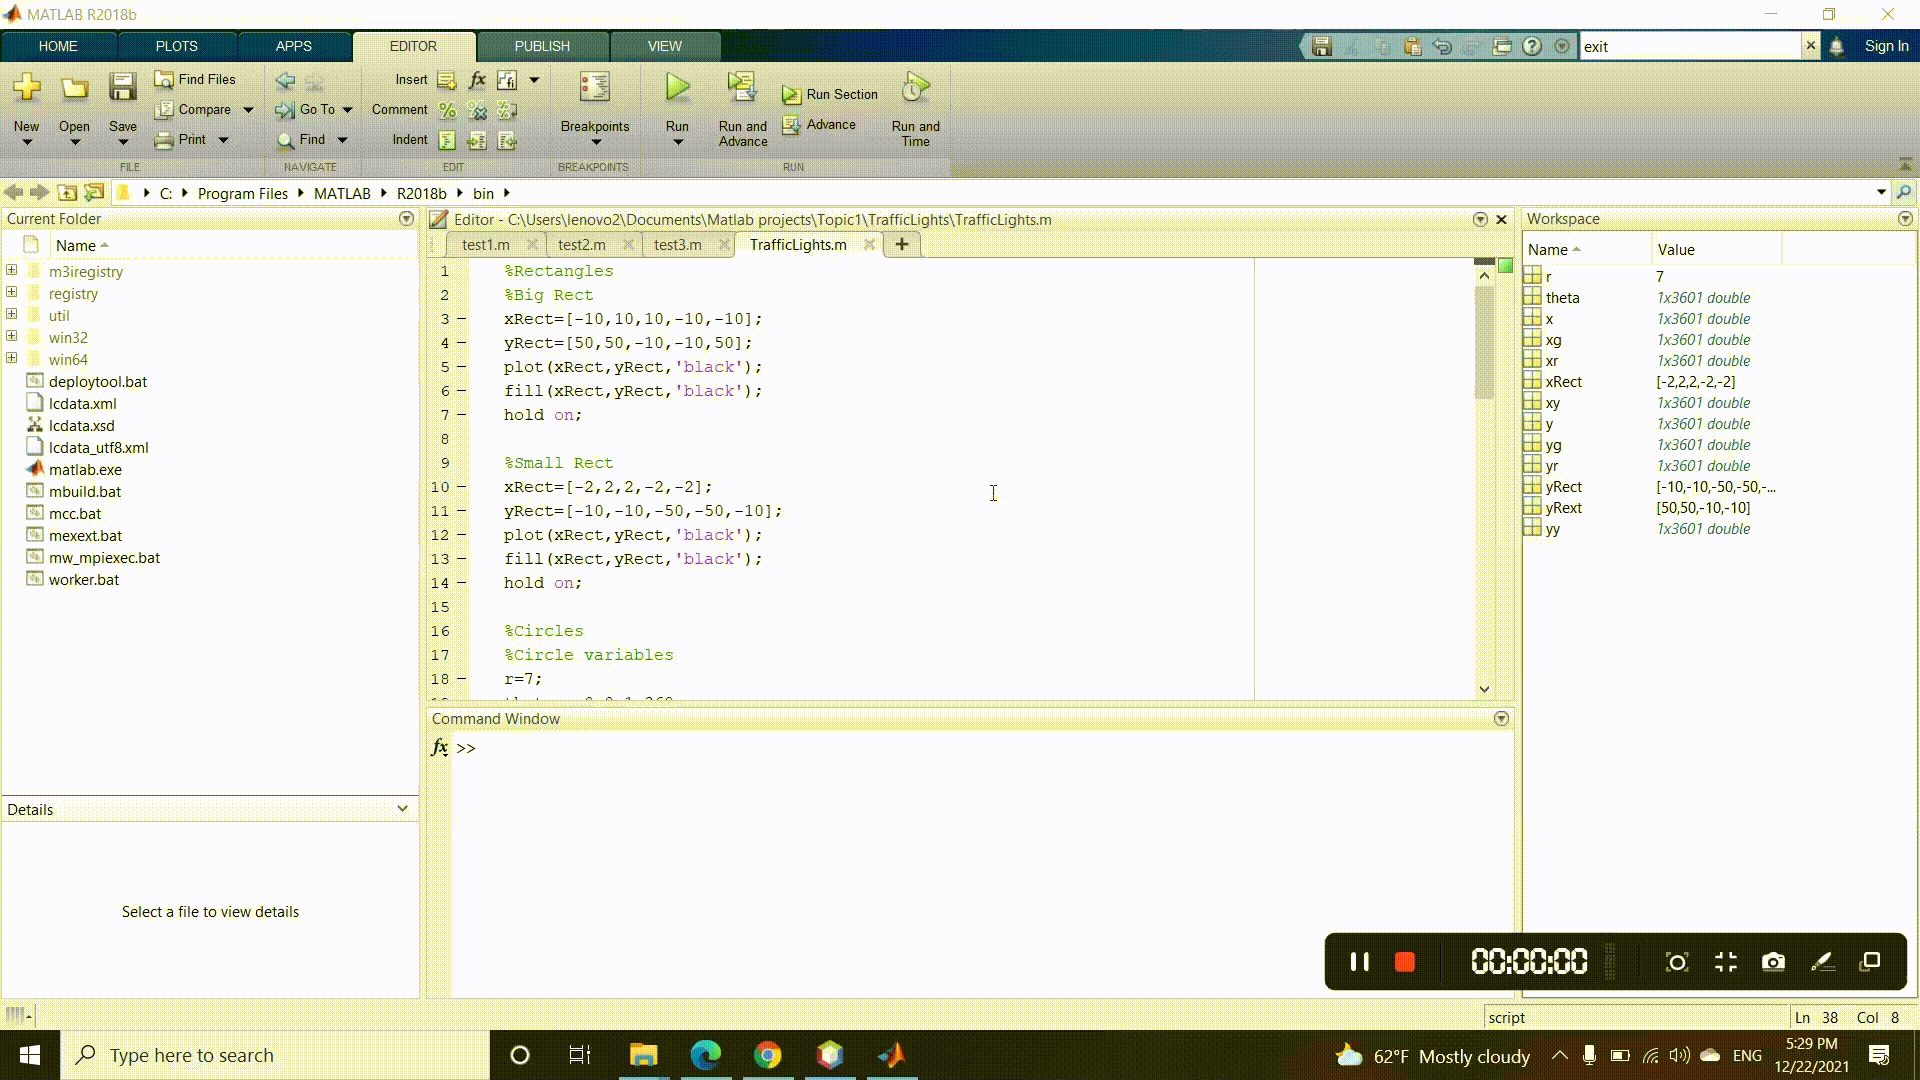 MATLAB R2018b
HOME PLOTS APPS EDITOR PUBLISH VIEW exit Sign In
New Open Save Find Files Compare Print
Go To Find
Insert fx fi
Comment
Indent
Breakpoints Run Run and Advance Run Section Advance Run and Time
FILE NAVIGATE EDIT BREAKPOINTS RUN
C: Program Files MATLAB R2018b bin
Current Folder
Name
m3iregistry
registry
util
win32
win64
deploytool.bat
lcdata.xml
lcdata.xsd
lcdata_utf8.xml
matlab.exe
mbuild.bat
mcc.bat
mexext.bat
mw_mpiexec.bat
worker.bat
Details
Select a file to view details
Editor - C:\Users\lenovo2\Documents\Matlab projects\Topic1\TrafficLights\TrafficLights.m
test1.m test2.m test3.m TrafficLights.m
1 %Rectangles
2 %Big Rect
3 xRect=[-10,10,10,-10,-10];
4 yRect=[50,50,-10,-10,50];
5 plot(xRect,yRect,'black');
6 fill(xRect,yRect,'black');
7 hold on;
8
9 %Small Rect
10 xRect=[-2,2,2,-2,-2];
11 yRect=[-10,-10,-50,-50,-10];
12 plot(xRect,yRect,'black');
13 fill(xRect,yRect,'black');
14 hold on;
15
16 %Circles
17 %Circle variables
18 r=7;
Command Window
fx >>
Workspace
Name Value
r 7
theta 1x3601 double
x 1x3601 double
xg 1x3601 double
xr 1x3601 double
xRect [-2,2,2,-2,-2]
xy 1x3601 double
y 1x3601 double
yg 1x3601 double
yr 1x3601 double
yRect [-10,-10,-50,-50,-...
yRext [50,50,-10,-10]
yy 1x3601 double
00:00:00
script Ln 38 Col 8
Type here to search
62°F Mostly cloudy
ENG
5:29 PM
12/22/2021